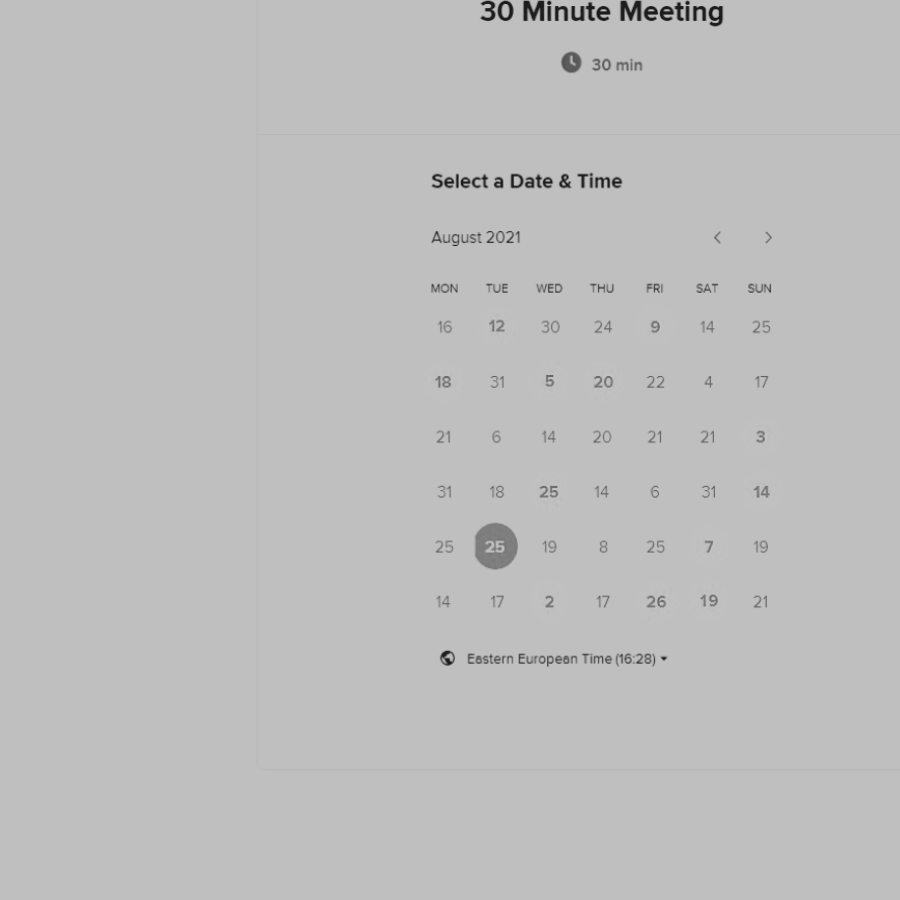 30 Minute Meeting
30 min
Select a Date & Time
August 2021
MON TUE WED THU FRI SAT SUN
16 12 30 24 9 14 25
18 31 5 20 22 4 17
21 6 14 20 21 21 3
31 18 25 14 6 31 14
25 25 19 8 25 7 19
14 17 2 17 26 19 21
Eastern European Time (16:28)